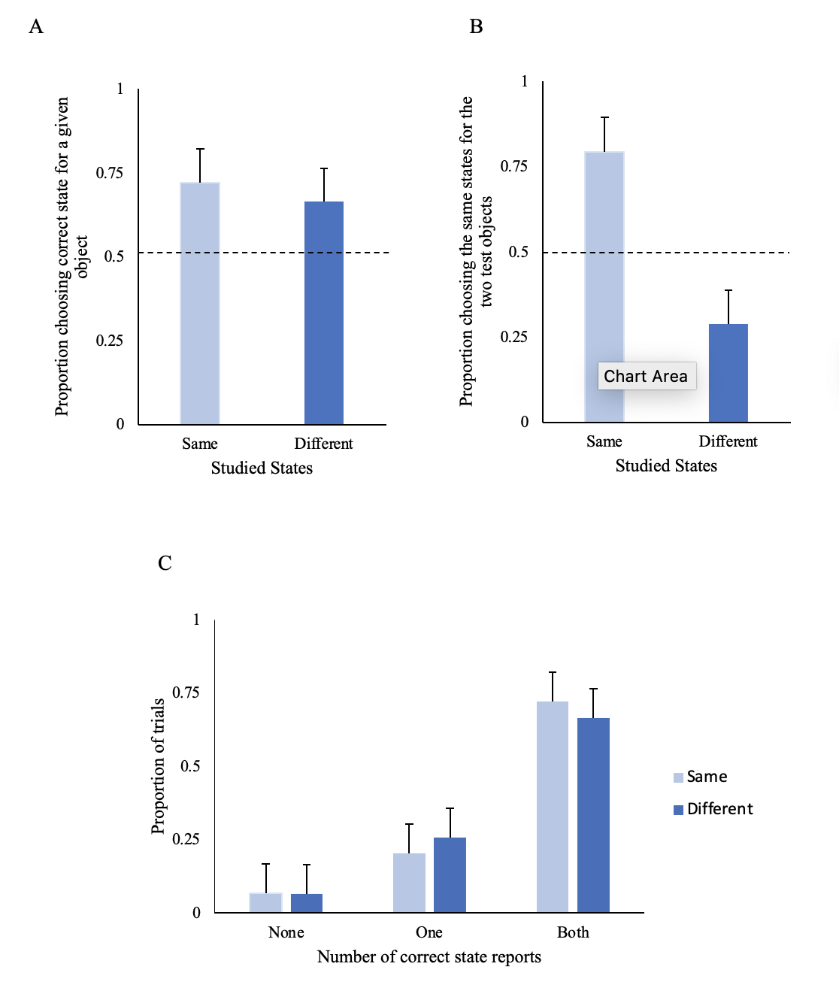 A
Proportion choosing correct state for a given
object
1
0.75
0.5
0.25
0
Same
Different
Studied States
B
Proportion choosing the same states for the
two test objects
1
0.75
0.5
0.25
0
Chart Area
Same
Different
Studied States
C
Proportion of trials
1
0.75
0.5
0.25
0
None
One
Both
Number of correct state reports
Same
Different